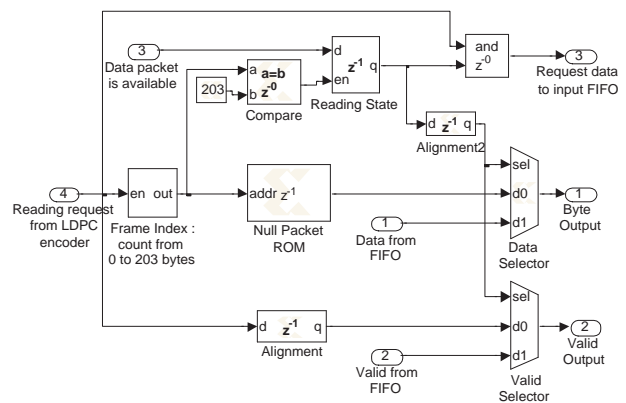 3
Data packet
is available
203
a
b
a=b
z-0
Compare
d
en
z-1
q
Reading State
and
z-0
3
Request data
to input FIFO
d
z-1
q
Alignment2
4
Reading request
from LDPC
encoder
en
out
Frame Index :
count from
0 to 203 bytes
addr
z-1
Null Packet
ROM
1
Data from
FIFO
sel
d0
d1
Data
Selector
1
Byte
Output
d
z-1
q
Alignment
2
Valid from
FIFO
sel
d0
d1
Valid
Selector
2
Valid
Output